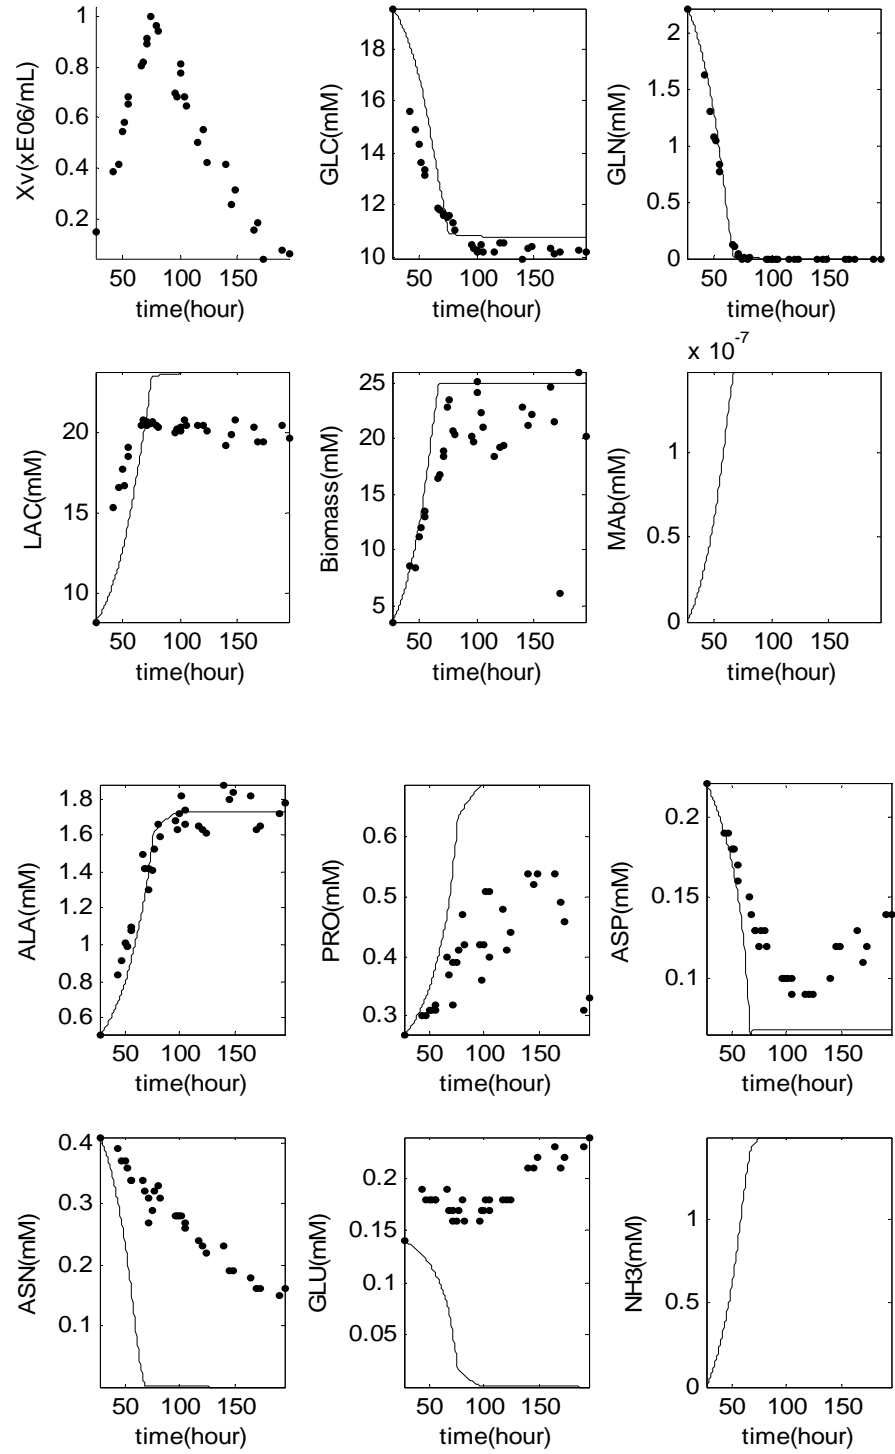 Xv(xE06/mL)
1
0.8
0.6
0.4
0.2
50 100 150
time(hour)
GLC(mM)
18
16
14
12
10
50 100 150
time(hour)
GLN(mM)
2
1.5
1
0.5
0
50 100 150
time(hour)
LAC(mM)
20
15
10
50 100 150
time(hour)
Biomass(mM)
25
20
15
10
5
50 100 150
time(hour)
x 10-7
MAb(mM)
1
0.5
0
50 100 150
time(hour)
ALA(mM)
1.8
1.6
1.4
1.2
1
0.8
0.6
50 100 150
time(hour)
PRO(mM)
0.6
0.5
0.4
0.3
50 100 150
time(hour)
ASP(mM)
0.2
0.15
0.1
50 100 150
time(hour)
ASN(mM)
0.4
0.3
0.2
0.1
50 100 150
time(hour)
GLU(mM)
0.2
0.15
0.1
0.05
50 100 150
time(hour)
NH3(mM)
1
0.5
0
50 100 150
time(hour)